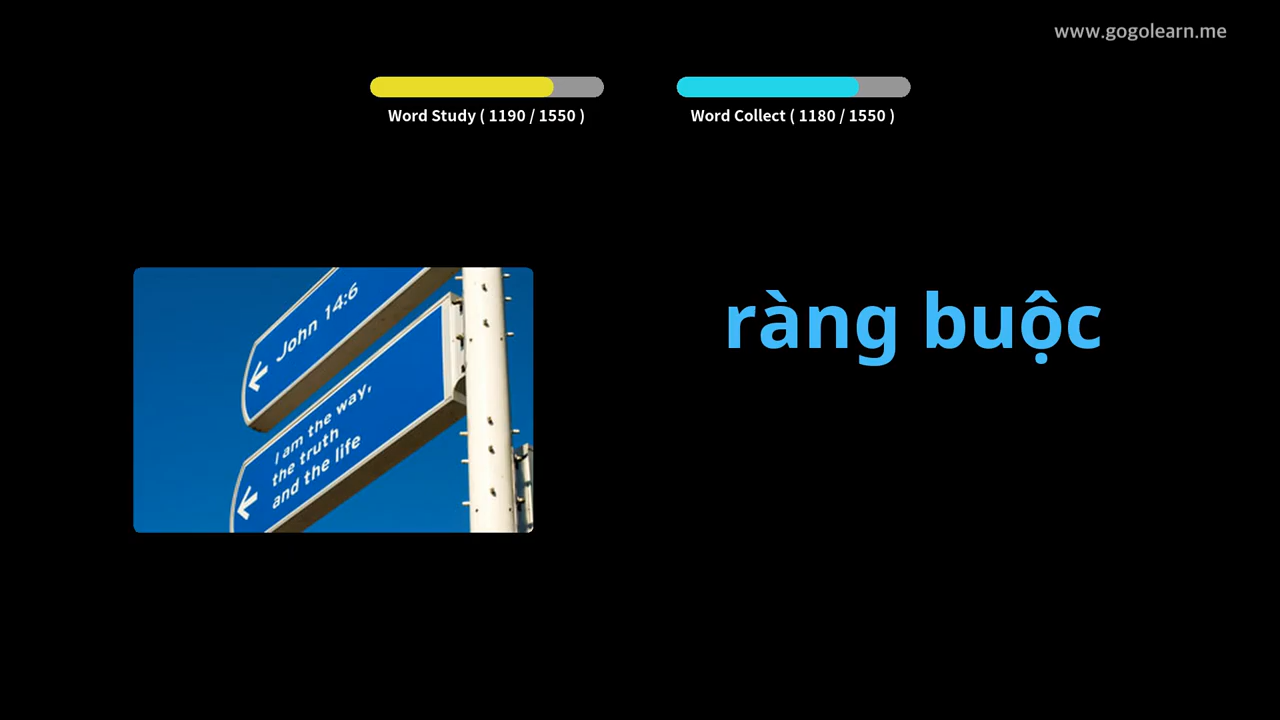 www.gogolearn.me
Word Study ( 1190 / 1550 )
Word Collect ( 1180 / 1550 )
John 14:6
I am the way,
the truth
and the life
ràng buộc